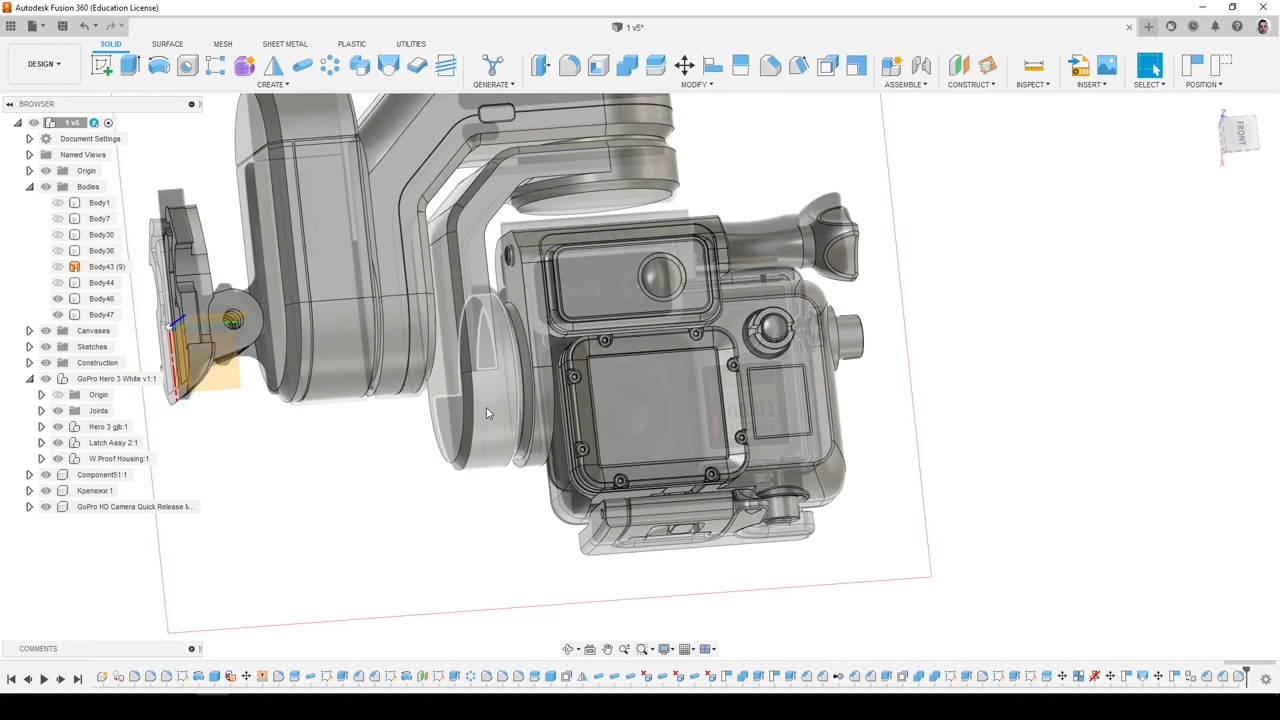 Autodesk Fusion 360 (Education License)
1 v5*
DESIGN
SOLID
SURFACE
MESH
SHEET METAL
PLASTIC
UTILITIES
CREATE
GENERATE
MODIFY
ASSEMBLE
CONSTRUCT
INSPECT
INSERT
SELECT
POSITION
BROWSER
1 v5
Document Settings
Named Views
Origin
Bodies
Body1
Body7
Body30
Body36
Body43 (9)
Body44
Body46
Body47
Canvases
Sketches
Construction
GoPro Hero 3 White v1:1
Origin
Joints
Hero 3 gjb:1
Latch Assy 2:1
W Proof Housing:1
Component51:1
Крепежи:1
GoPro HD Camera Quick Release M...
FRONT
Z
X
COMMENTS